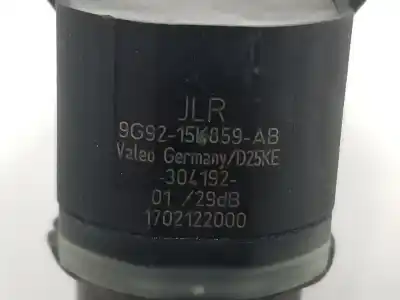 JLR
9G92-15K859-AB
Valeo Germany/D25KE
-304192-
01 /29dB
1702122000